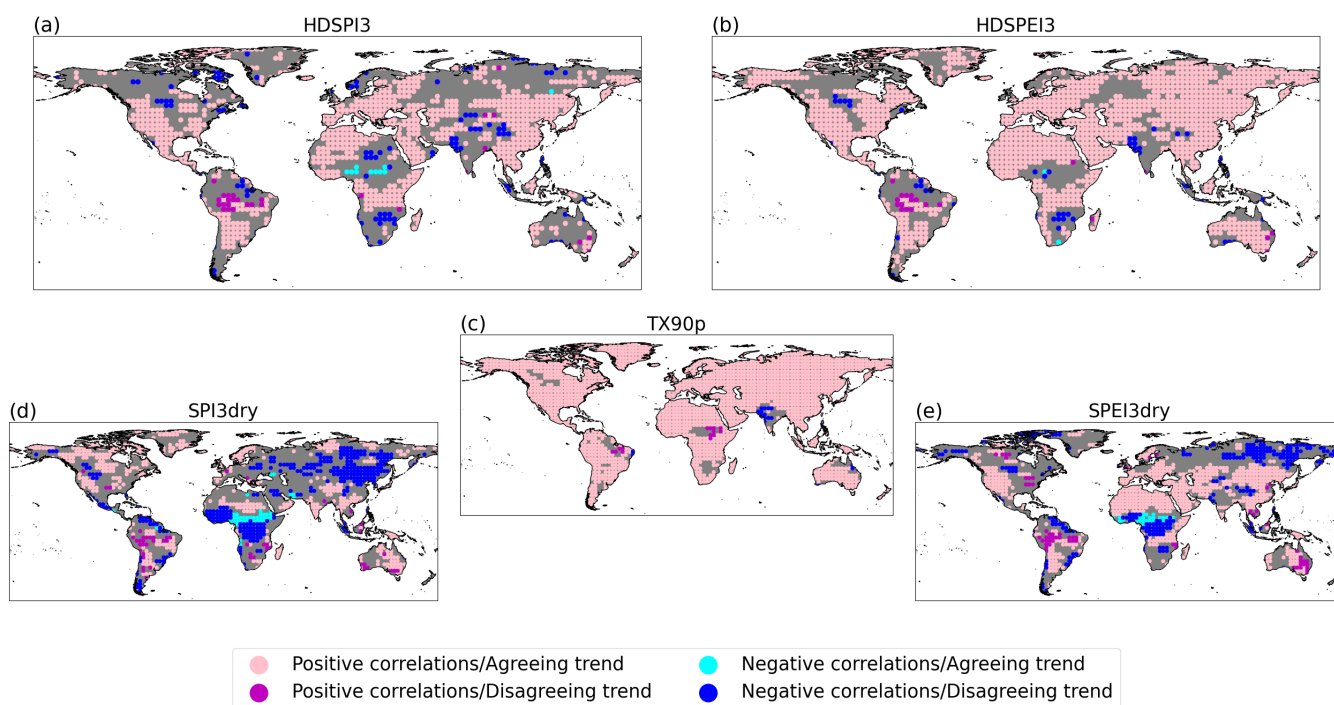 (a) HDSPI3
(b) HDSPEI3
(c) TX90p
(d) SPI3dry
(e) SPEI3dry
Positive correlations/Agreeing trend
Positive correlations/Disagreeing trend
Negative correlations/Agreeing trend
Negative correlations/Disagreeing trend